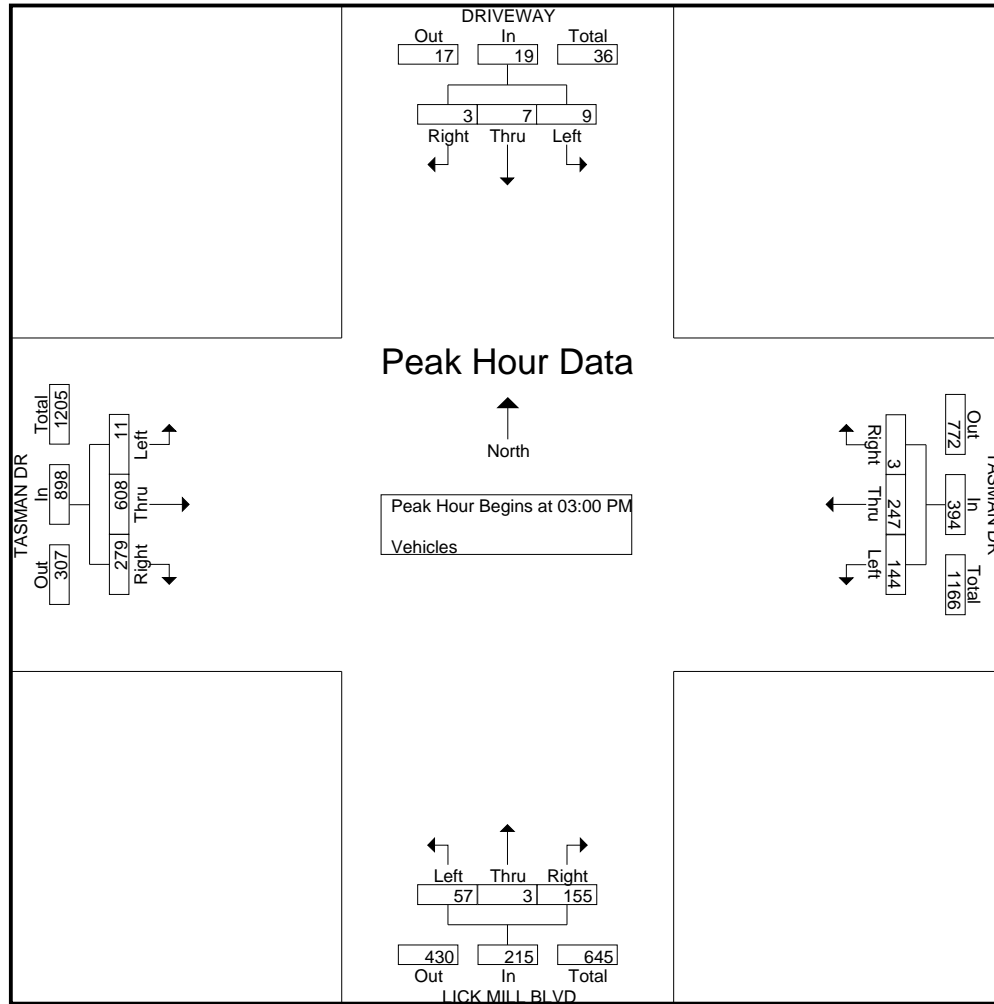 DRIVEWAY
Out In Total
17 19 36
3 7 9
Right Thru Left
Peak Hour Data
North
Peak Hour Begins at 03:00 PM
Vehicles
TASMAN DR
Total In Out
1205 898 307
11 608 279
Left Thru Right
TASMAN DR
Out In Total
772 394 1166
3 247 144
Right Thru Left
Left Thru Right
57 3 155
430 215 645
Out In Total
LICK MILL BLVD